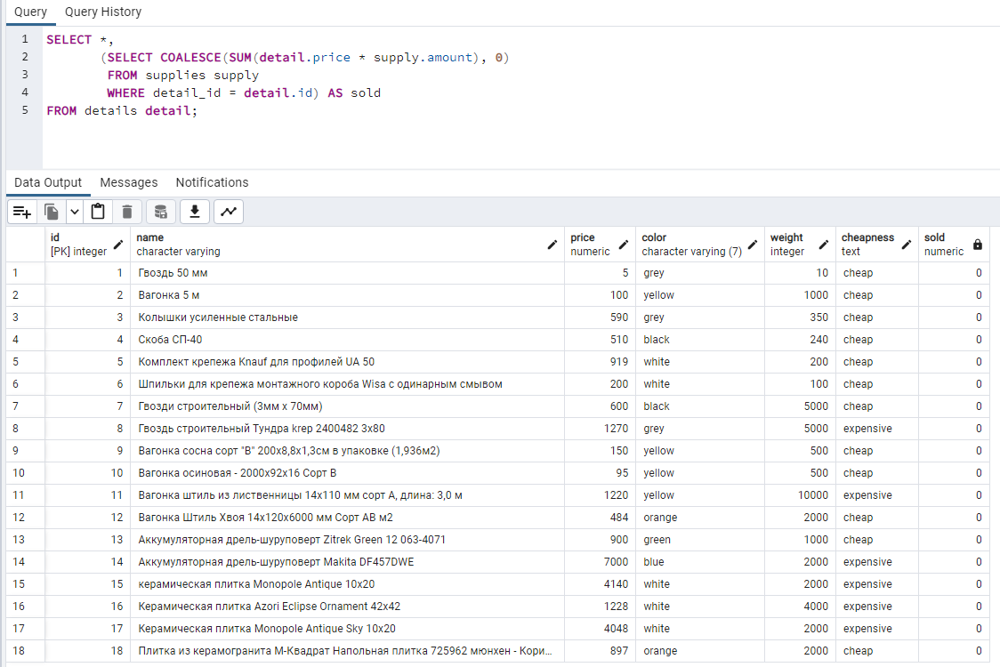 Query Query History
1 SELECT *,
2 (SELECT COALESCE(SUM(detail.price * supply.amount), 0)
3 FROM supplies supply
4 WHERE detail_id = detail.id) AS sold
5 FROM details detail;
Data Output Messages Notifications
id name price color weight cheapness sold
[PK] integer character varying numeric character varying (7) integer text numeric
1 1 Гвоздь 50 мм 5 grey 10 cheap 0
2 2 Вагонка 5 м 100 yellow 1000 cheap 0
3 3 Колышки усиленные стальные 590 grey 350 cheap 0
4 4 Скоба СП-40 510 black 240 cheap 0
5 5 Комплект крепежа Knauf для профилей UA 50 919 white 200 cheap 0
6 6 Шпильки для крепежа монтажного короба Wisa с одинарным смывом 200 white 100 cheap 0
7 7 Гвозди строительный (3мм х 70мм) 600 black 5000 cheap 0
8 8 Гвоздь строительный Тундра krep 2400482 3х80 1270 grey 5000 expensive 0
9 9 Вагонка сосна сорт "В" 200х8,8х1,3см в упаковке (1,936м2) 150 yellow 500 cheap 0
10 10 Вагонка осиновая - 2000х92х16 Сорт В 95 yellow 500 cheap 0
11 11 Вагонка штиль из лиственницы 14х110 мм сорт А, длина: 3,0 м 1220 yellow 10000 expensive 0
12 12 Вагонка Штиль Хвоя 14х120х6000 мм Сорт АВ м2 484 orange 2000 cheap 0
13 13 Аккумуляторная дрель-шуруповерт Zitrek Green 12 063-4071 900 green 1000 cheap 0
14 14 Аккумуляторная дрель-шуруповерт Makita DF457DWE 7000 blue 2000 expensive 0
15 15 керамическая плитка Monopole Antique 10x20 4140 white 2000 expensive 0
16 16 Керамическая плитка Azori Eclipse Ornament 42x42 1228 white 4000 expensive 0
17 17 Керамическая плитка Monopole Antique Sky 10x20 4048 white 2000 expensive 0
18 18 Плитка из керамогранита М-Квадрат Напольная плитка 725962 мюнхен - Кори... 897 orange 2000 cheap 0